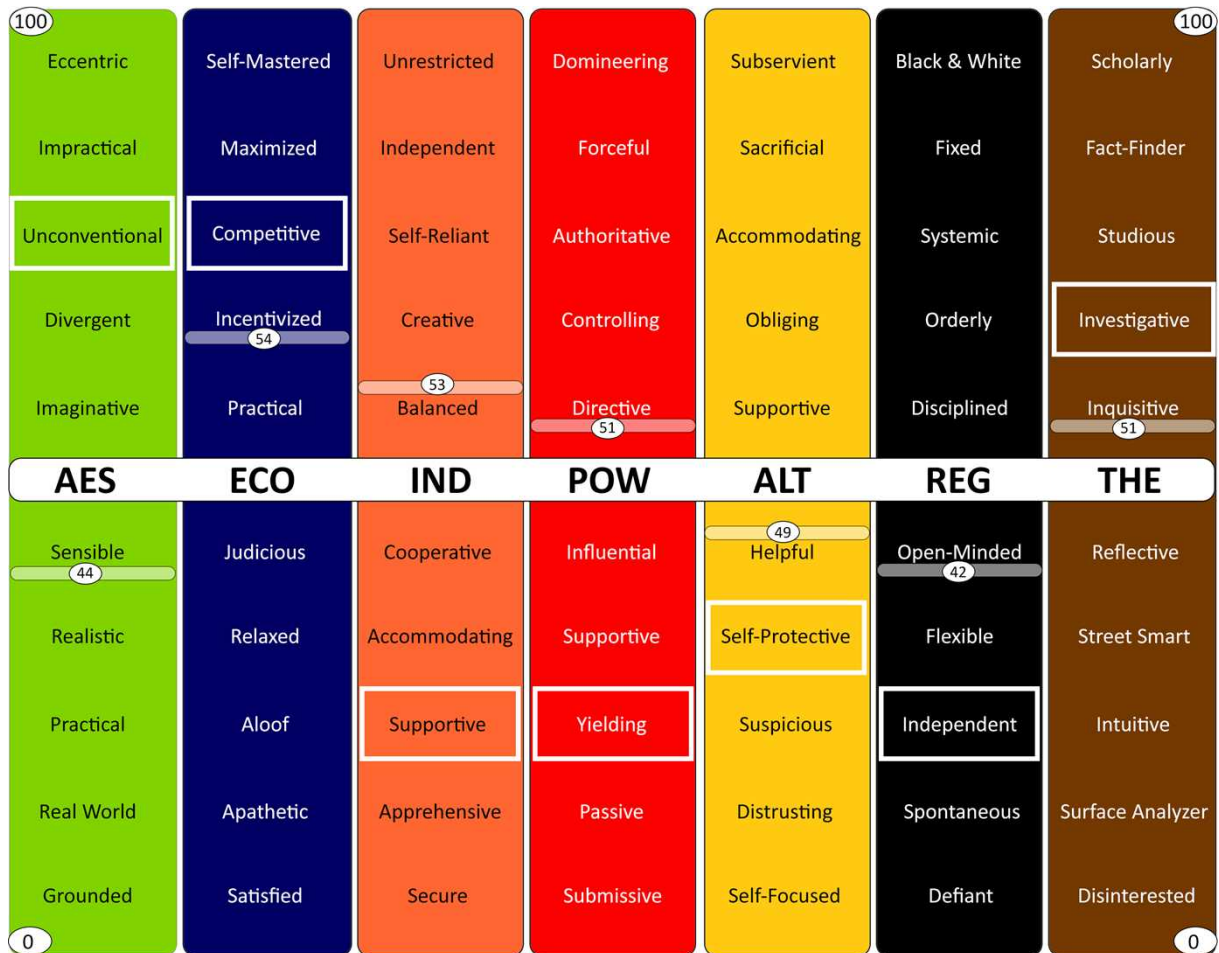 100 100
Eccentric Self-Mastered Unrestricted Domineering Subservient Black & White Scholarly
Impractical Maximized Independent Forceful Sacrificial Fixed Fact-Finder
Unconventional Competitive Self-Reliant Authoritative Accommodating Systemic Studious
Divergent Incentivized Creative Controlling Obliging Orderly Investigative
54
53
Imaginative Practical Balanced Directive Supportive Disciplined Inquisitive
51 51
AES ECO IND POW ALT REG THE
49
Sensible Judicious Cooperative Influential Helpful Open-Minded Reflective
44 42
Realistic Relaxed Accommodating Supportive Self-Protective Flexible Street Smart
Practical Aloof Supportive Yielding Suspicious Independent Intuitive
Real World Apathetic Apprehensive Passive Distrusting Spontaneous Surface Analyzer
Grounded Satisfied Secure Submissive Self-Focused Defiant Disinterested
0 0